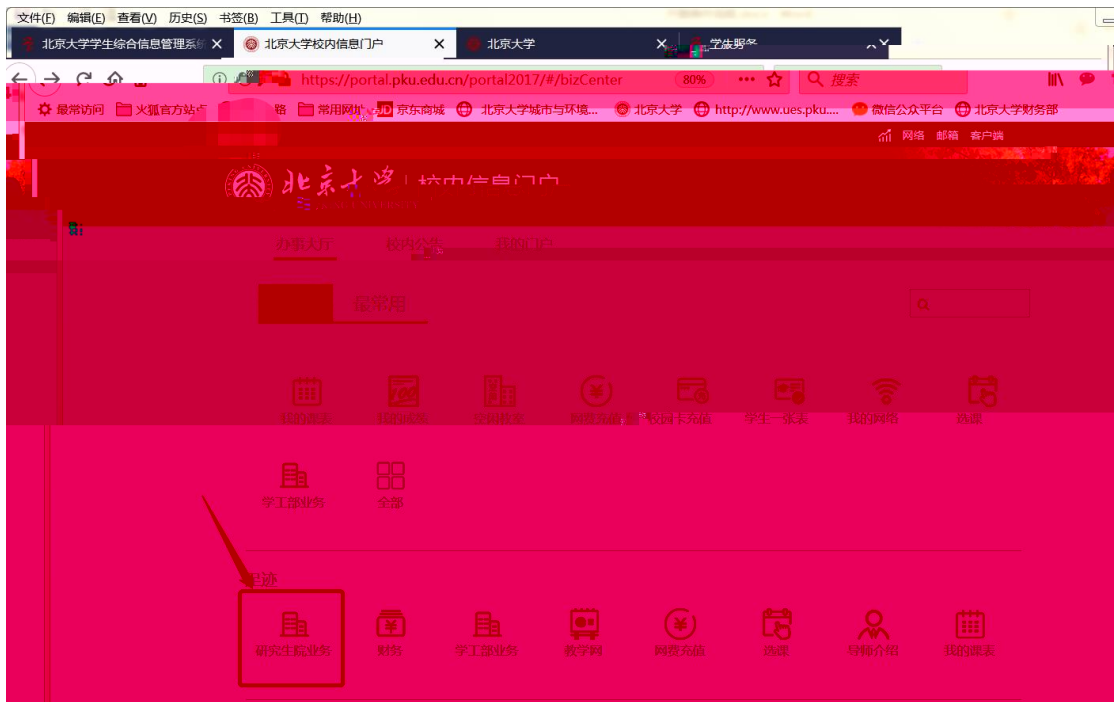 文件(F) 编辑(E) 查看(V) 历史(S) 书签(B) 工具(T) 帮助(H)
北京大学学生综合信息管理系统 北京大学校内信息门户 北京大学
https://portal.pku.edu.cn/portal2017/#/bizCenter 80% 搜索
最常访问 火狐官方站点 常用网址 JD 京东商城 北京大学城市与环境... 北京大学 http://www.ues.pku.... 微信公众平台 北京大学财务部
网络 邮箱 客户端
北京大学 校内信息门户
办事大厅 校内公告 我的门户
最常用
我的课表 我的成绩 空闲教室 网费充值 校园卡充值 学生一张表 我的网络 选课
学工部业务 全部
足迹
研究生院业务 财务 学工部业务 教学网 网费充值 选课 导师介绍 我的课表